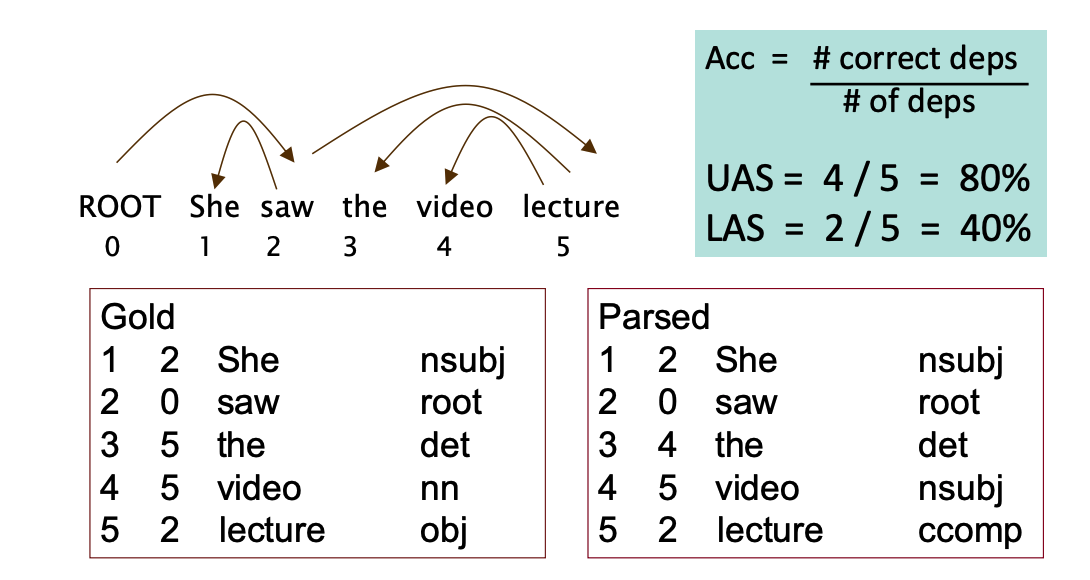 Acc = # correct deps
# of deps
UAS = 4 / 5 = 80%
LAS = 2 / 5 = 40%
ROOT She saw the video lecture
0 1 2 3 4 5
Gold
1 2 She nsubj
2 0 saw root
3 5 the det
4 5 video nn
5 2 lecture obj
Parsed
1 2 She nsubj
2 0 saw root
3 4 the det
4 5 video nsubj
5 2 lecture ccomp